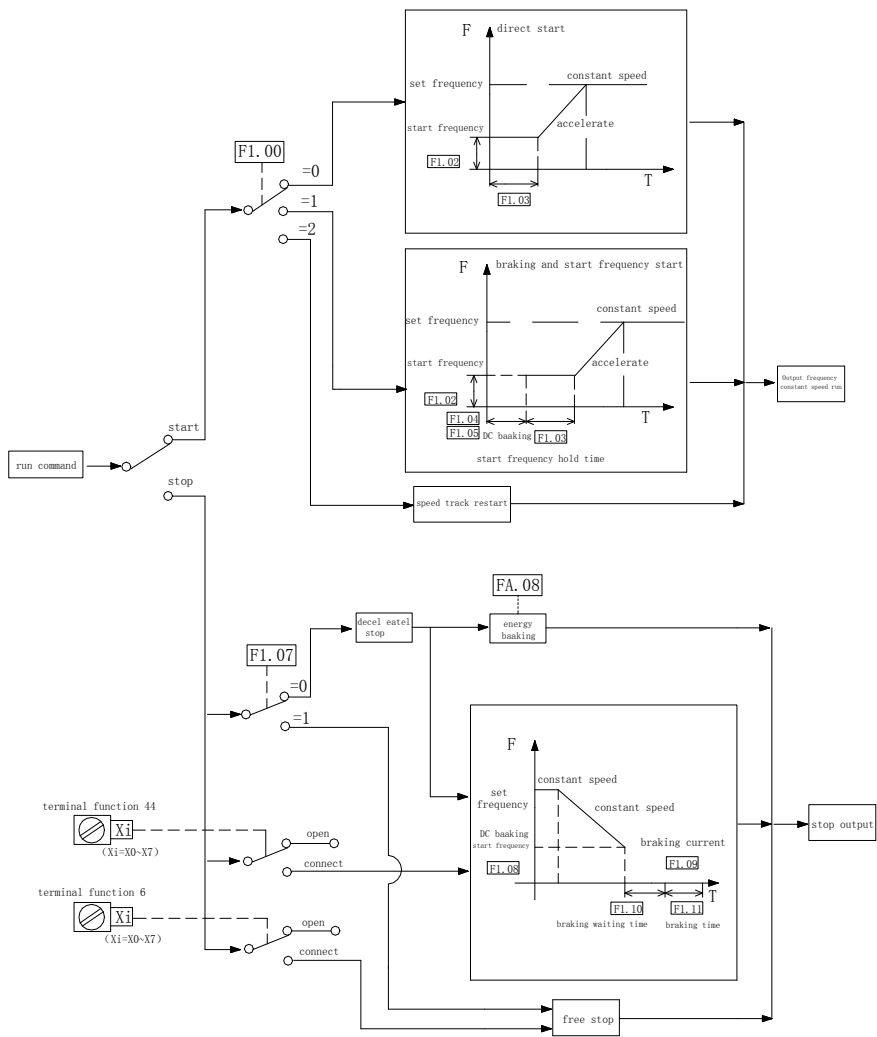 F
direct start
constant speed
set frequency
start frequency
accelerate
F1.02
T
F1.03
F1.00
=0
=1
=2
F
braking and start frequency start
constant speed
set frequency
start frequency
accelerate
F1.02
F1.04
F1.05
DC baaking
F1.03
T
start frequency hold time
Output frequency
constant speed run
start
run command
stop
speed track restart
FA.08
decel eatel
stop
energy
baaking
F1.07
=0
=1
F
constant speed
set
frequency
constant speed
DC baaking
start frequency
braking current
F1.08
F1.09
T
F1.10
F1.11
braking waiting time
braking time
stop output
terminal function 44
Xi
(Xi=X0~X7)
open
connect
terminal function 6
Xi
(Xi=X0~X7)
open
connect
free stop